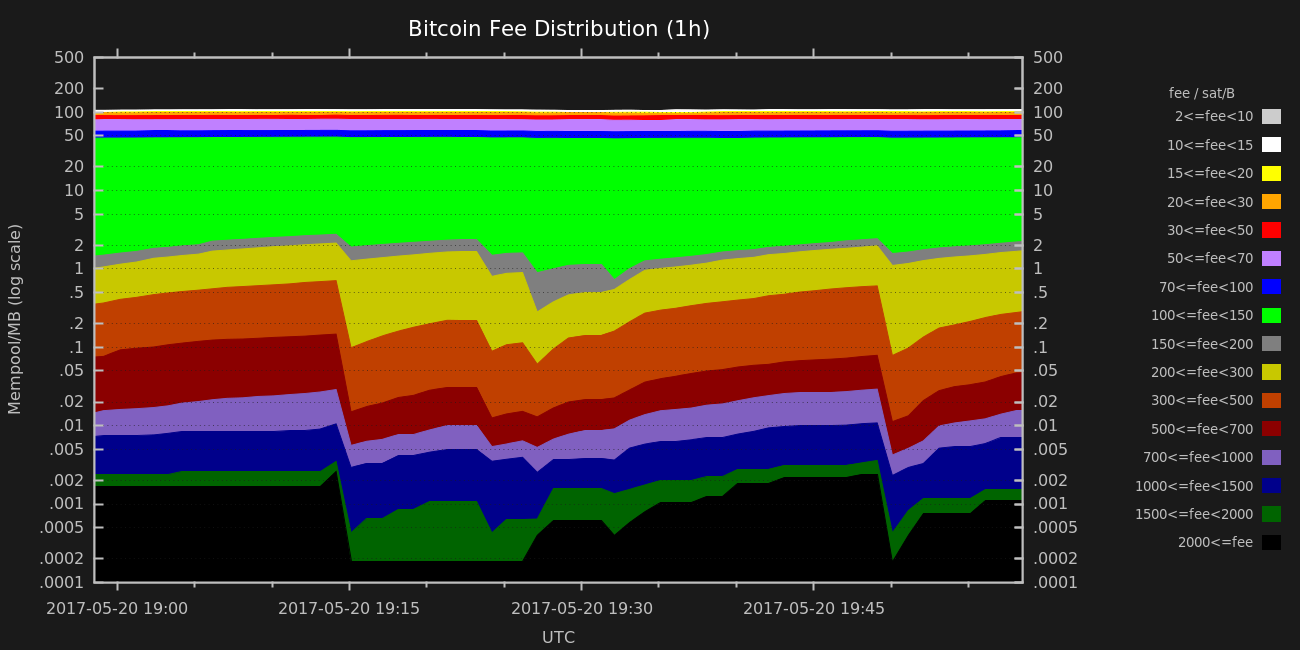 Bitcoin Fee Distribution (1h)
500
200
100
50
20
10
5
2
1
.5
.2
.1
.05
.02
.01
.005
.002
.001
.0005
.0002
.0001
Mempool/MB (log scale)
500
200
100
50
20
10
5
2
1
.5
.2
.1
.05
.02
.01
.005
.002
.001
.0005
.0002
.0001
2017-05-20 19:00 2017-05-20 19:15 2017-05-20 19:30 2017-05-20 19:45
UTC
fee / sat/B
2<=fee<10
10<=fee<15
15<=fee<20
20<=fee<30
30<=fee<50
50<=fee<70
70<=fee<100
100<=fee<150
150<=fee<200
200<=fee<300
300<=fee<500
500<=fee<700
700<=fee<1000
1000<=fee<1500
1500<=fee<2000
2000<=fee